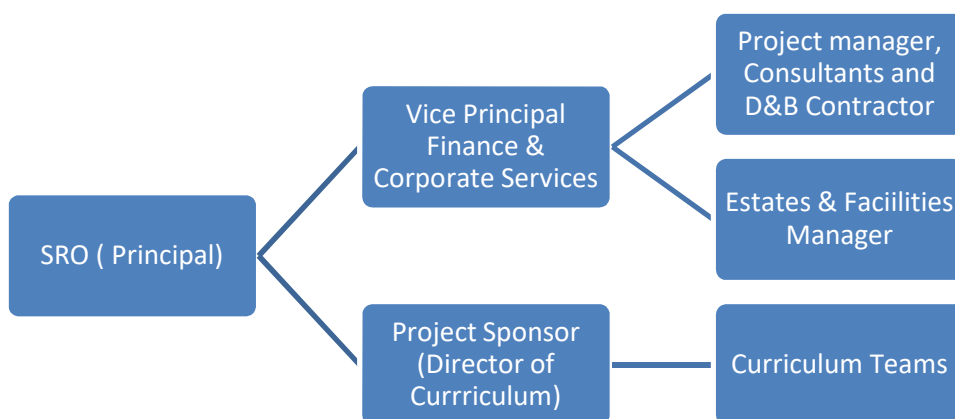 SRO ( Principal)
Vice Principal
Finance &
Corporate Services
Project manager,
Consultants and
D&B Contractor
Estates & Faciilities
Manager
Project Sponsor
(Director of
Currriculum)
Curriculum Teams